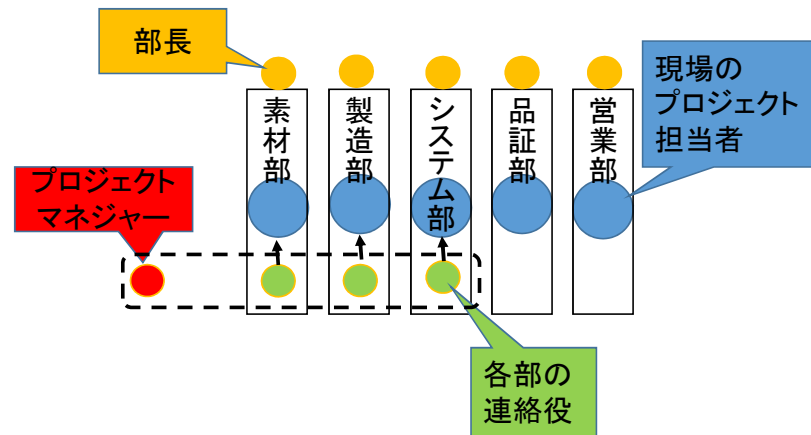 部長
現場の
プロジェクト
担当者
素材部
製造部
システム部
品証部
営業部
プロジェクト
マネジャー
各部の
連絡役